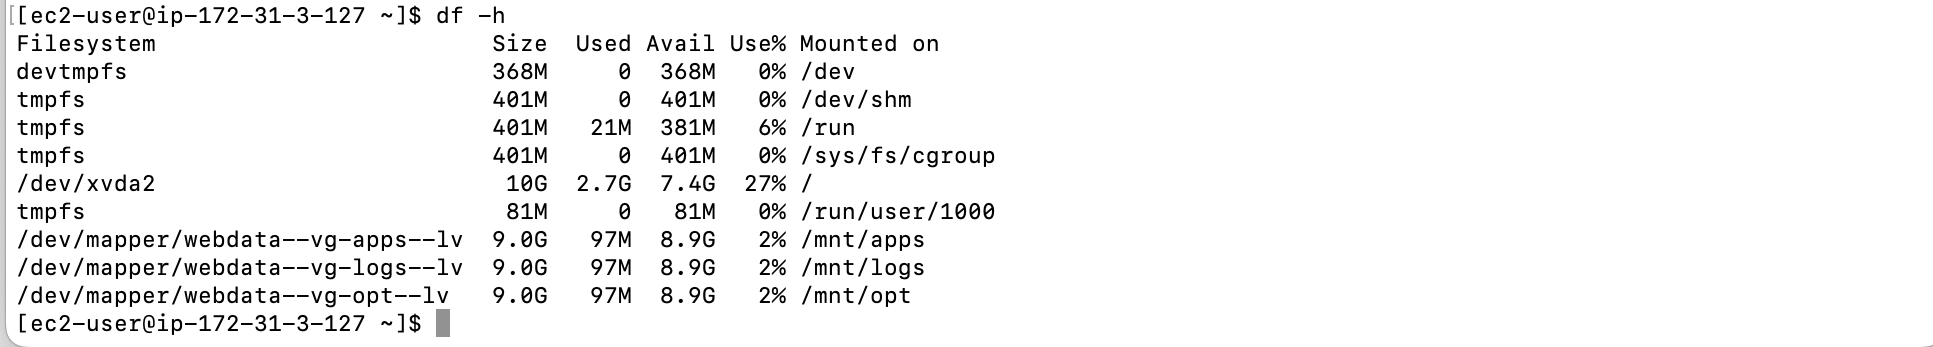 [[ec2-user@ip-172-31-3-127 ~]$ df -h
Filesystem                        Size  Used Avail Use% Mounted on
devtmpfs                          368M     0  368M   0% /dev
tmpfs                             401M     0  401M   0% /dev/shm
tmpfs                             401M   21M  381M   6% /run
tmpfs                             401M     0  401M   0% /sys/fs/cgroup
/dev/xvda2                         10G  2.7G  7.4G  27% /
tmpfs                              81M     0   81M   0% /run/user/1000
/dev/mapper/webdata--vg-apps--lv  9.0G   97M  8.9G   2% /mnt/apps
/dev/mapper/webdata--vg-logs--lv  9.0G   97M  8.9G   2% /mnt/logs
/dev/mapper/webdata--vg-opt--lv   9.0G   97M  8.9G   2% /mnt/opt
[ec2-user@ip-172-31-3-127 ~]$